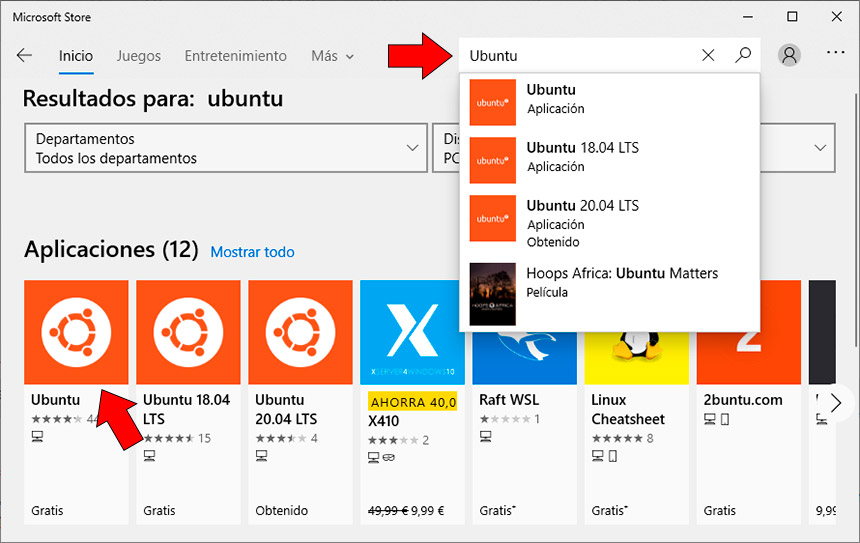 Microsoft Store
Inicio Juegos Entretenimiento Más
Ubuntu
Resultados para: ubuntu
Departamentos
Todos los departamentos
PC
ubuntu
Ubuntu
Aplicación
ubuntu
Ubuntu 18.04 LTS
Aplicación
ubuntu
Ubuntu 20.04 LTS
Aplicación
Obtenido
HOOPS AFRICA
Hoops Africa: Ubuntu Matters
Película
Aplicaciones (12) Mostrar todo
Ubuntu
Gratis
Ubuntu 18.04
LTS
15
Gratis
Ubuntu
20.04 LTS
4
Obtenido
X
XSERVER4WINDOWS10
AHORRA 40,0
X410
2
49,99 € 9,99 €
Raft WSL
1
Gratis+
Linux
Cheatsheet
8
Gratis+
2
2buntu.com
Gratis
9,99